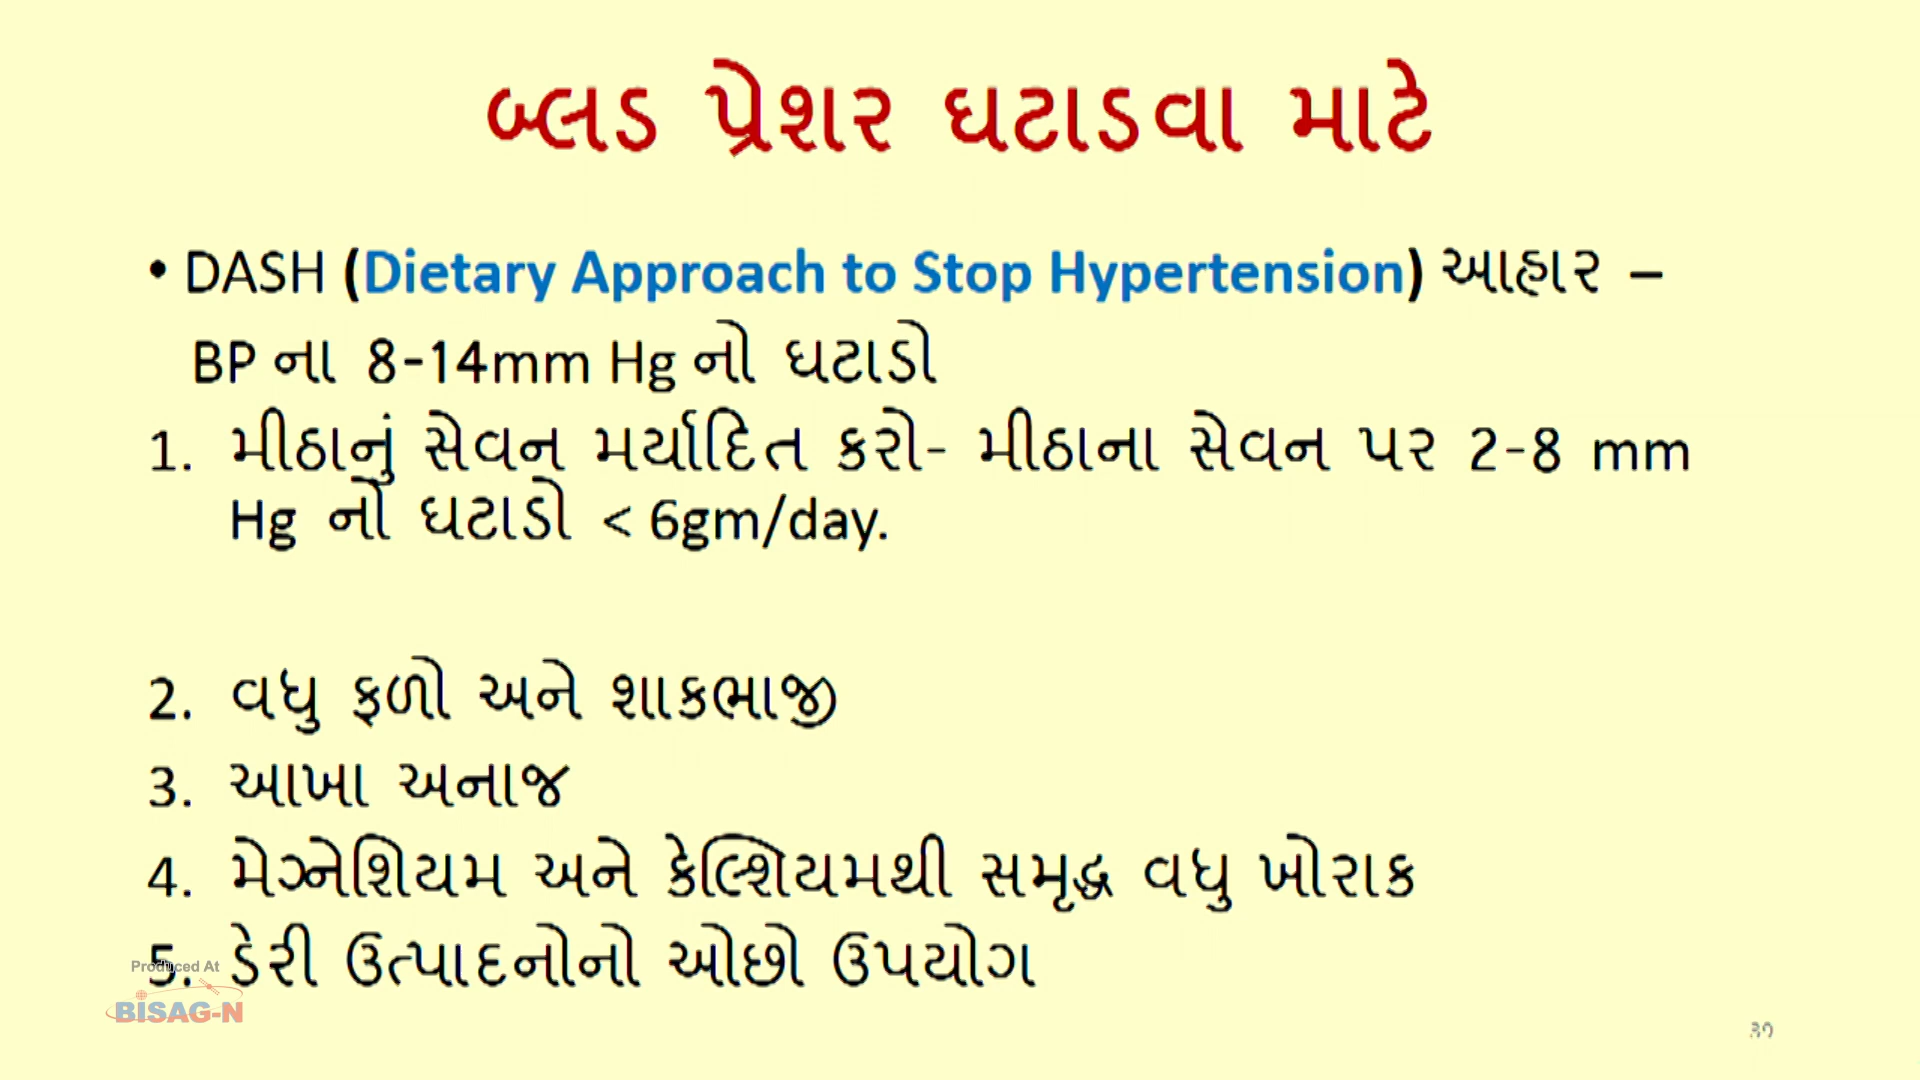 બ્લડ પ્રેશર ઘટાડવા માટે
• DASH (Dietary Approach to Stop Hypertension) આહાર –
BP ના 8-14mm Hg નો ઘટાડો
1. મીઠાનું સેવન મર્યાદિત કરો- મીઠાના સેવન પર 2-8 mm
Hg નો ઘટાડો < 6gm/day.
2. વધુ ફળો અને શાકભાજી
3. આખા અનાજ
4. મેગ્નેશિયમ અને કેલ્શિયમથી સમૃદ્ધ વધુ ખોરાક
5. ડેરી ઉત્પાદનોનો ઓછો ઉપયોગ
Produced At
BISAG-N